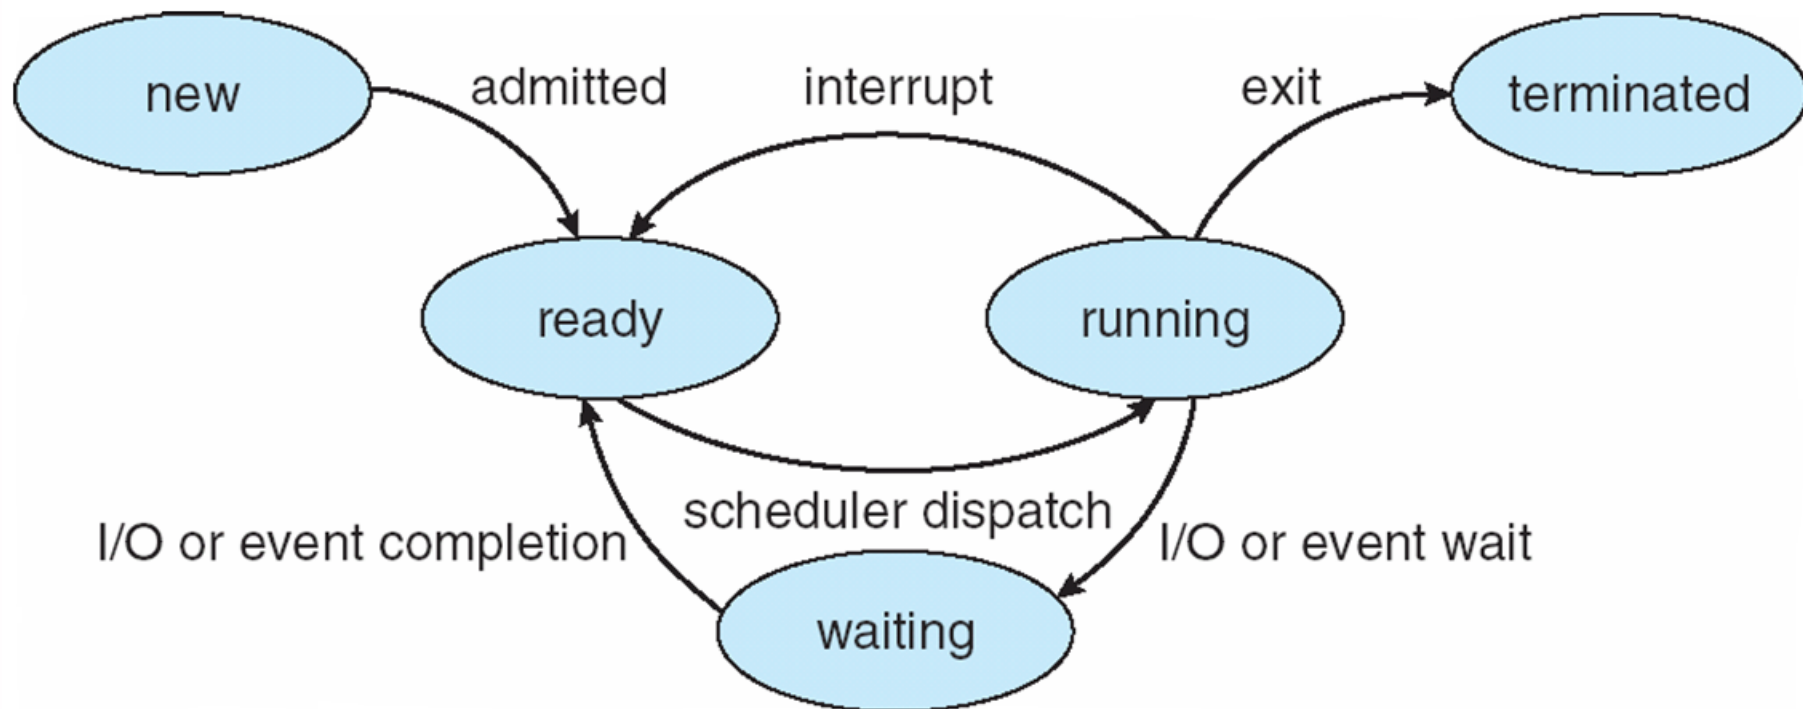 new
admitted
interrupt
exit
terminated
ready
running
scheduler dispatch
I/O or event completion
I/O or event wait
waiting